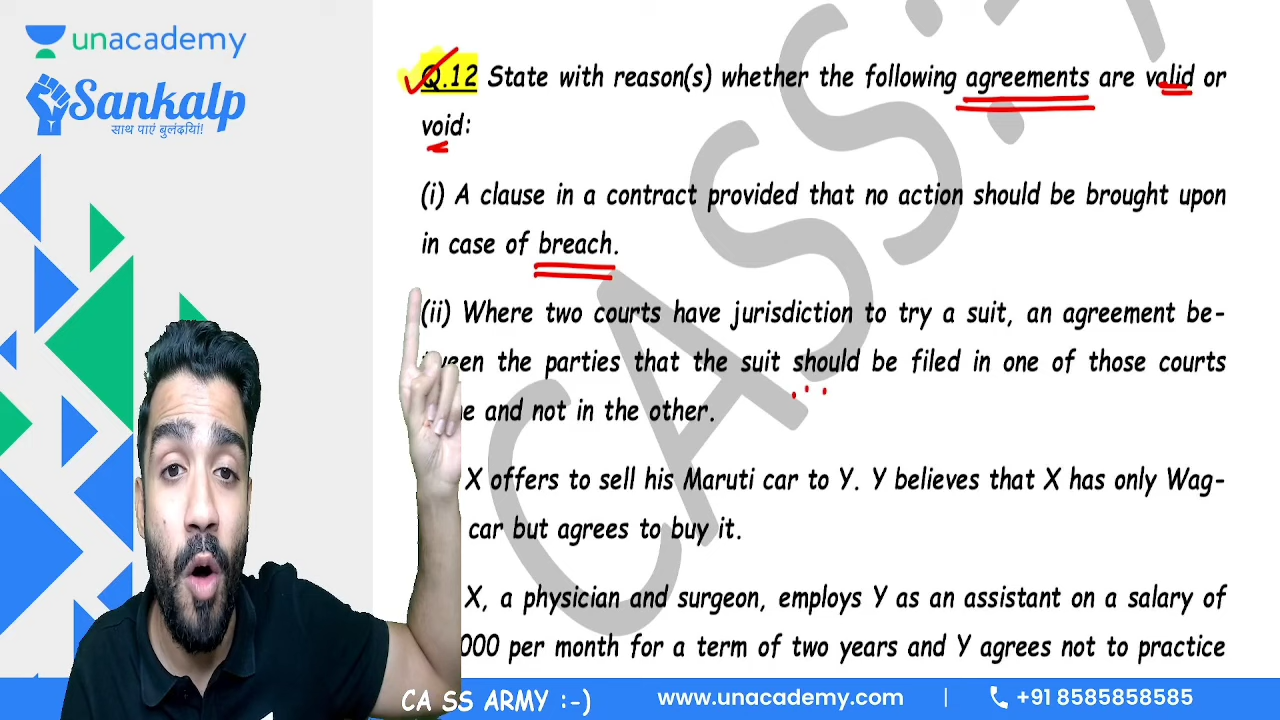 unacademy
Sankalp
साथ पाएं बुलंदियां!
Q.12 State with reason(s) whether the following agreements are valid or
void:
(i) A clause in a contract provided that no action should be brought upon
in case of breach.
(ii) Where two courts have jurisdiction to try a suit, an agreement be-
the parties that the suit should be filed in one of those courts
and not in the other.
X offers to sell his Maruti car to Y. Y believes that X has only Wag-
car but agrees to buy it.
X, a physician and surgeon, employs Y as an assistant on a salary of
000 per month for a term of two years and Y agrees not to practice
CASS
CA SS ARMY :-)
www.unacademy.com
+91 8585858585